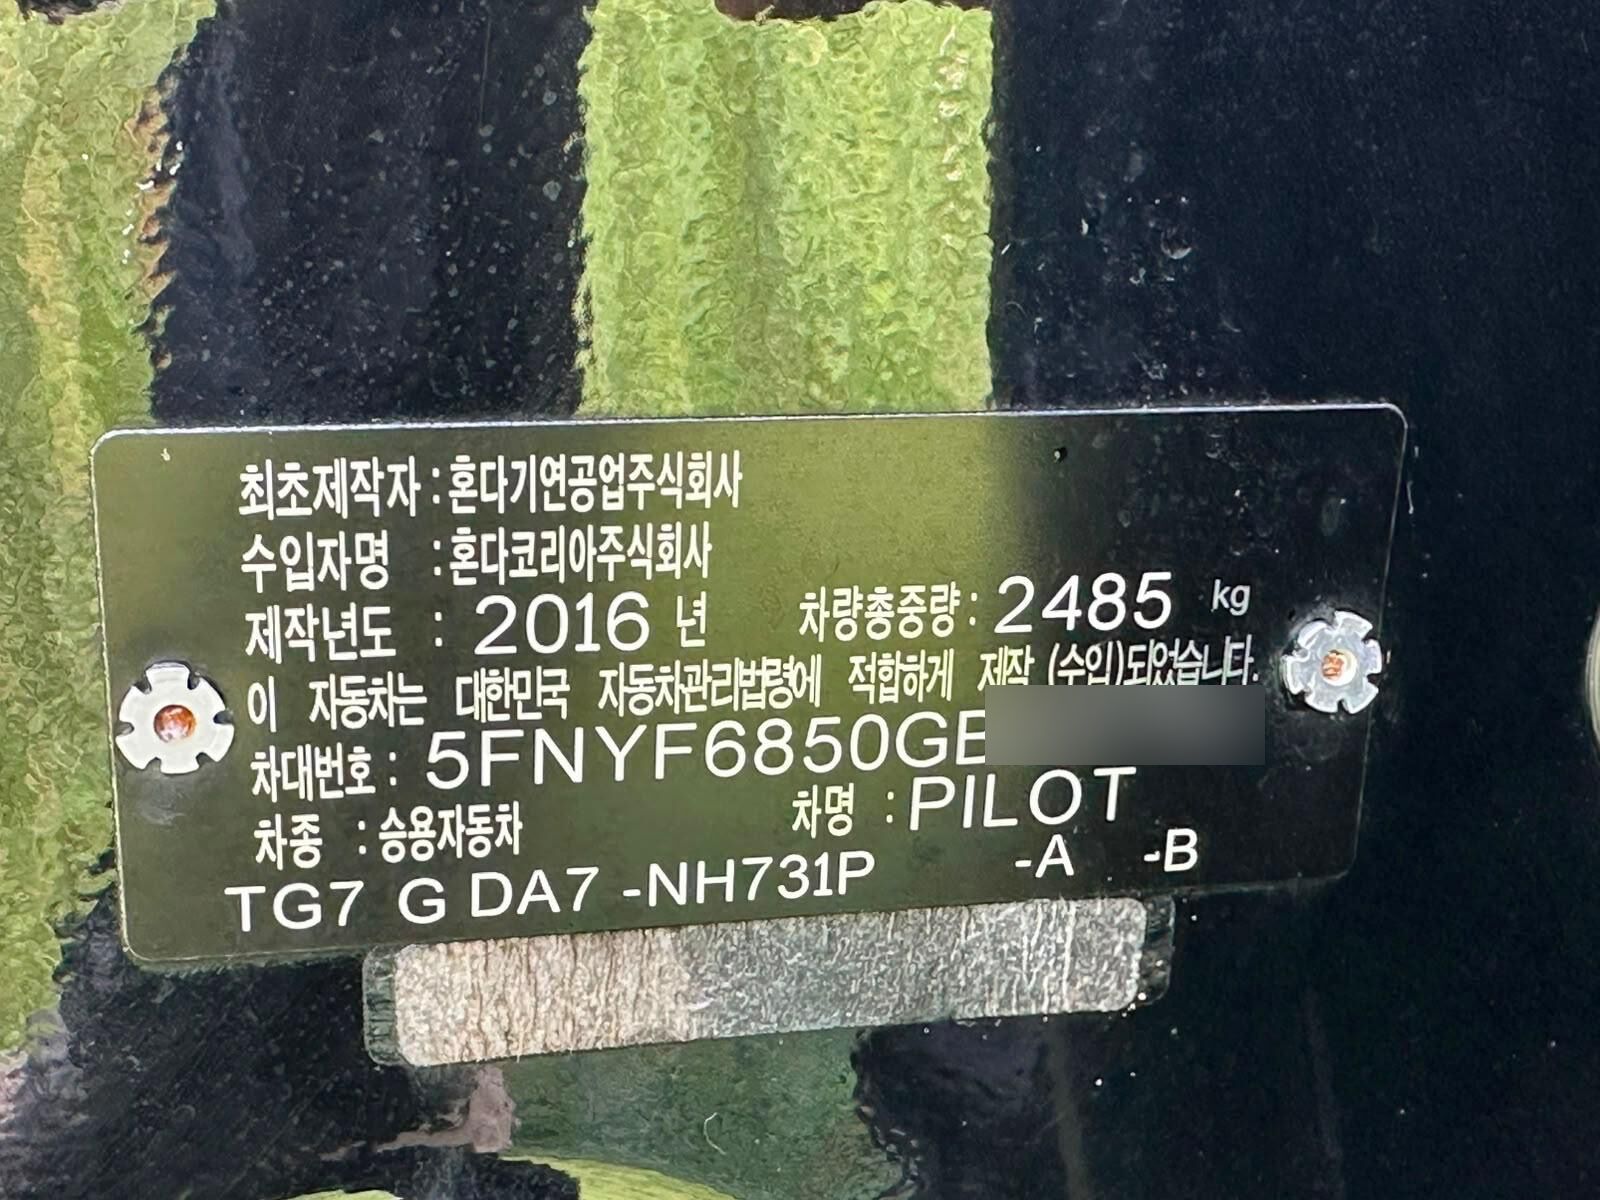 최초제작자 : 혼다기연공업주식회사
수입자명 : 혼다코리아주식회사
제작년도 : 2016 년 차량총중량 : 2485 kg
이 자동차는 대한민국 자동차관리법령에 적합하게 제작 (수입)되었습니다.
차대번호 : 5FNYF6850G
차종 : 승용자동차 차명 : PILOT
TG7 G DA7 -NH731P -A -B